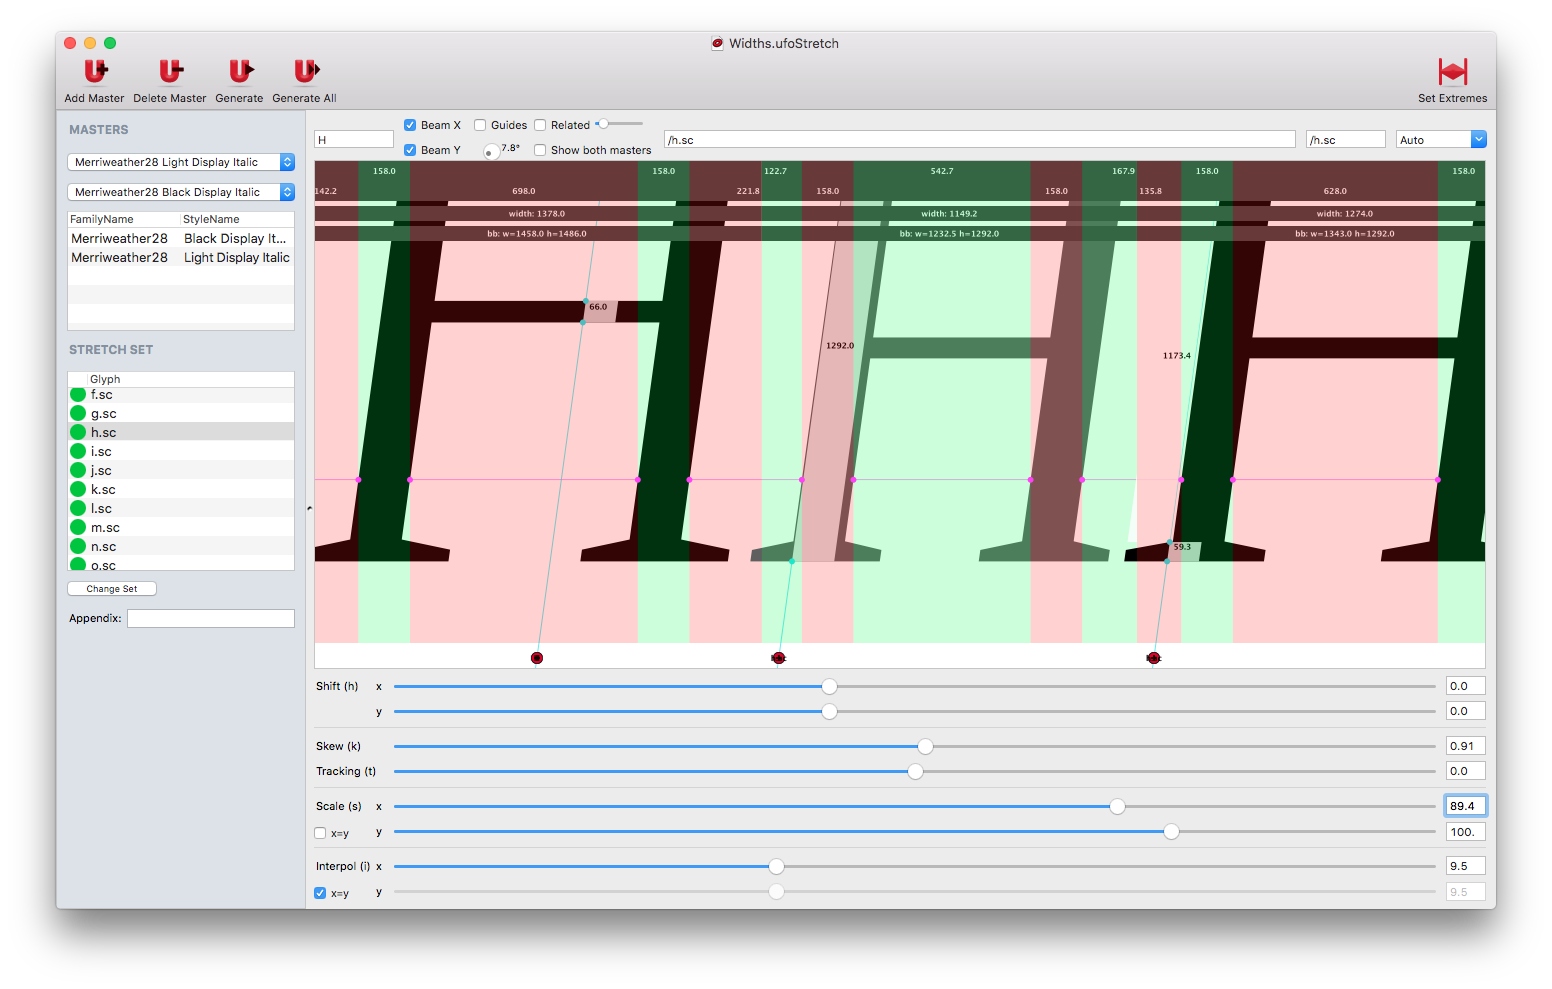 Widths.ufoStretch
Add Master Delete Master Generate Generate All Set Extremes
MASTERS
Merriweather28 Light Display Italic
Merriweather28 Black Display Italic
FamilyName StyleName
Merriweather28 Black Display It...
Merriweather28 Light Display Italic
STRETCH SET
Glyph
f.sc
g.sc
h.sc
i.sc
j.sc
k.sc
l.sc
m.sc
n.sc
o.sc
Change Set
Appendix:
H
Beam X Guides Related
Beam Y 7.8° Show both masters
/h.sc /h.sc Auto
158.0 158.0 122.7 542.7 167.9 158.0 158.0
142.2 698.0 221.8 158.0 158.0 135.8 628.0
width: 1378.0 width: 1149.2 width: 1274.0
bb: w=1458.0 h=1486.0 bb: w=1232.5 h=1292.0 bb: w=1343.0 h=1292.0
66.0
1292.0
1173.4
59.3
Shift (h) x 0.0
y 0.0
Skew (k) 0.91
Tracking (t) 0.0
Scale (s) x 89.4
x=y y 100.
Interpol (i) x 9.5
x=y y 9.5